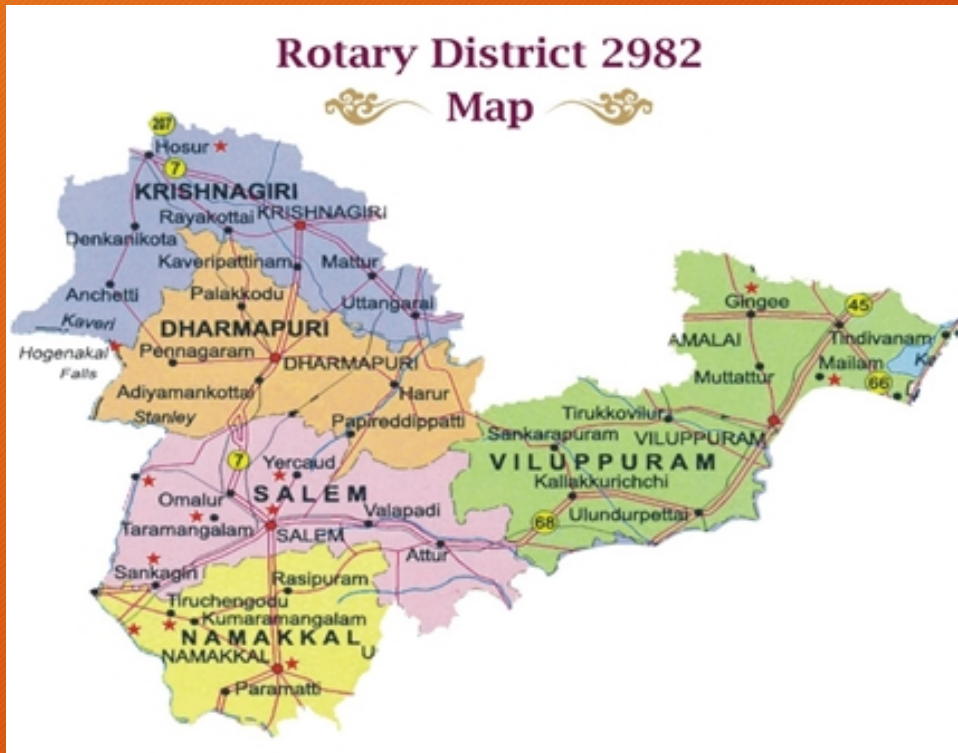 Rotary District 2982
Map
207
Hosur
7
KRISHNAGIRI
Rayakottai
KRISHNAGIRI
Denkanikota
Kaveripattinam
Mattur
Anchetti
Palakkodu
Uttangarai
Gingee
45
Kaveri
DHARMAPURI
AMALAI
Tindivanam
Hogenakal
Falls
Pennagaram
DHARMAPURI
Mailam
Muttattur
66
Adiyamankottai
Harur
Stanley
Papireddippatti
Tirukkovilur
Sankarapuram
VILUPPURAM
7
Yercaud
VILUPPURAM
Omalur
SALEM
Kallakkurichchi
Valapadi
Taramangalam
SALEM
68
Ulundurpettai
Attur
Sankagiri
Rasipuram
Tiruchengodu
Kumaramangalam
NAMAKKAL
U
NAMAKKAL
Paramatti